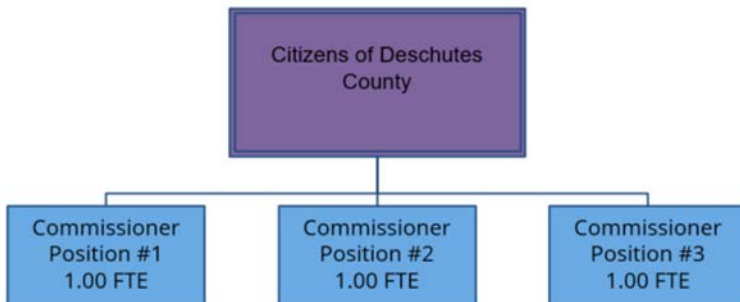 Citizens of Deschutes
County
Commissioner
Position #1
1.00 FTE
Commissioner
Position #2
1.00 FTE
Commissioner
Position #3
1.00 FTE